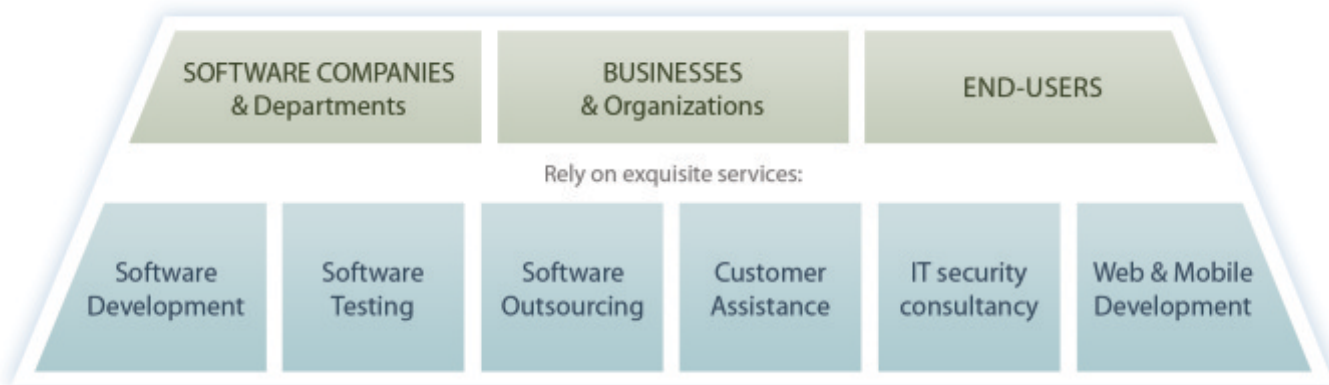 SOFTWARE COMPANIES
& Departments
BUSINESSES
& Organizations
END-USERS
Rely on exquisite services:
Software
Development
Software
Testing
Software
Outsourcing
Customer
Assistance
IT security
consultancy
Web & Mobile
Development